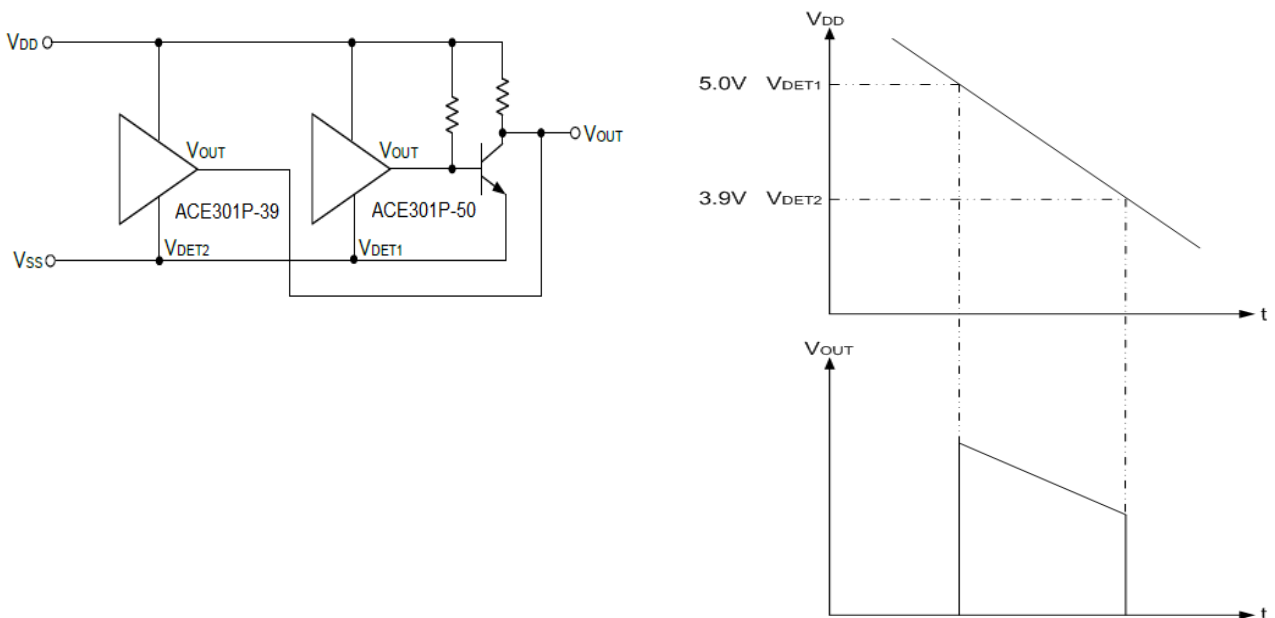 VDD
VOUT
ACE301P-39
VDET2
VOUT
ACE301P-50
VDET1
VOUT
VSS
VDD
5.0V VDET1
3.9V VDET2
t
VOUT
t